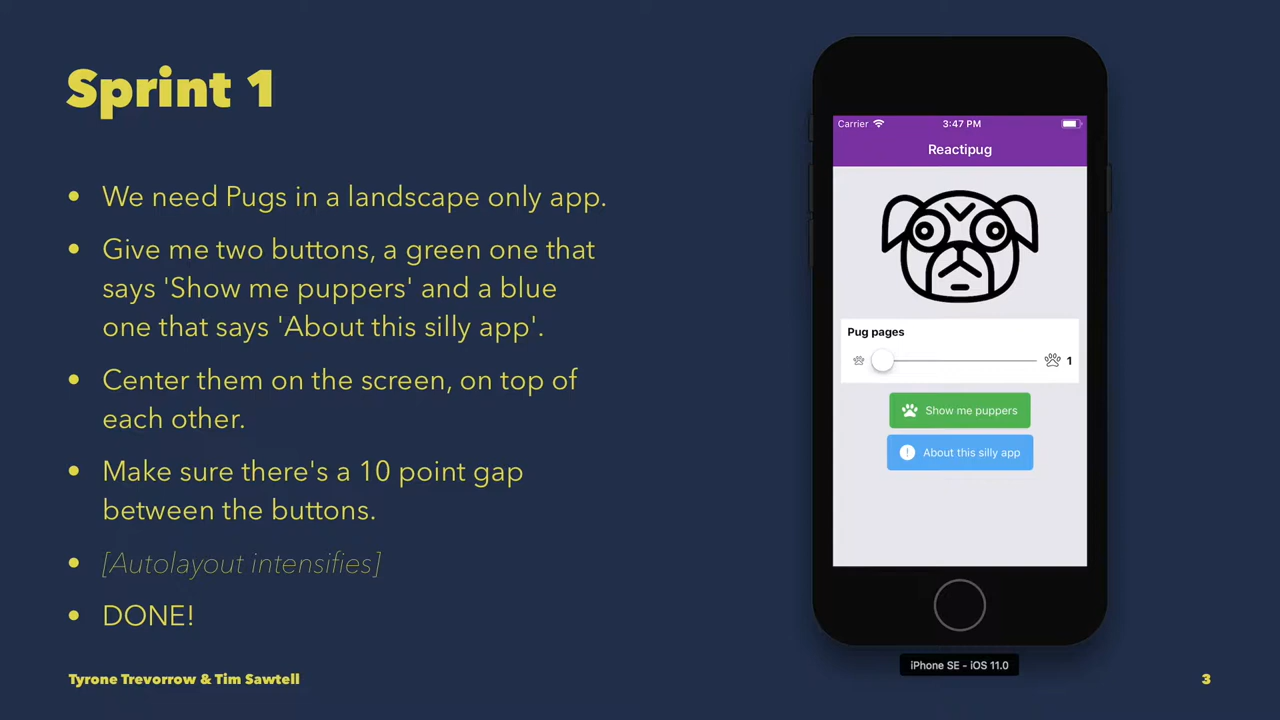 Sprint 1
• We need Pugs in a landscape only app.
• Give me two buttons, a green one that
says 'Show me puppers' and a blue
one that says 'About this silly app'.
• Center them on the screen, on top of
each other.
• Make sure there's a 10 point gap
between the buttons.
• [Autolayout intensifies]
• DONE!
Tyrone Trevorrow & Tim Sawtell
Carrier 3:47 PM
Reactipug
Pug pages
1
Show me puppers
About this silly app
iPhone SE - iOS 11.0
3